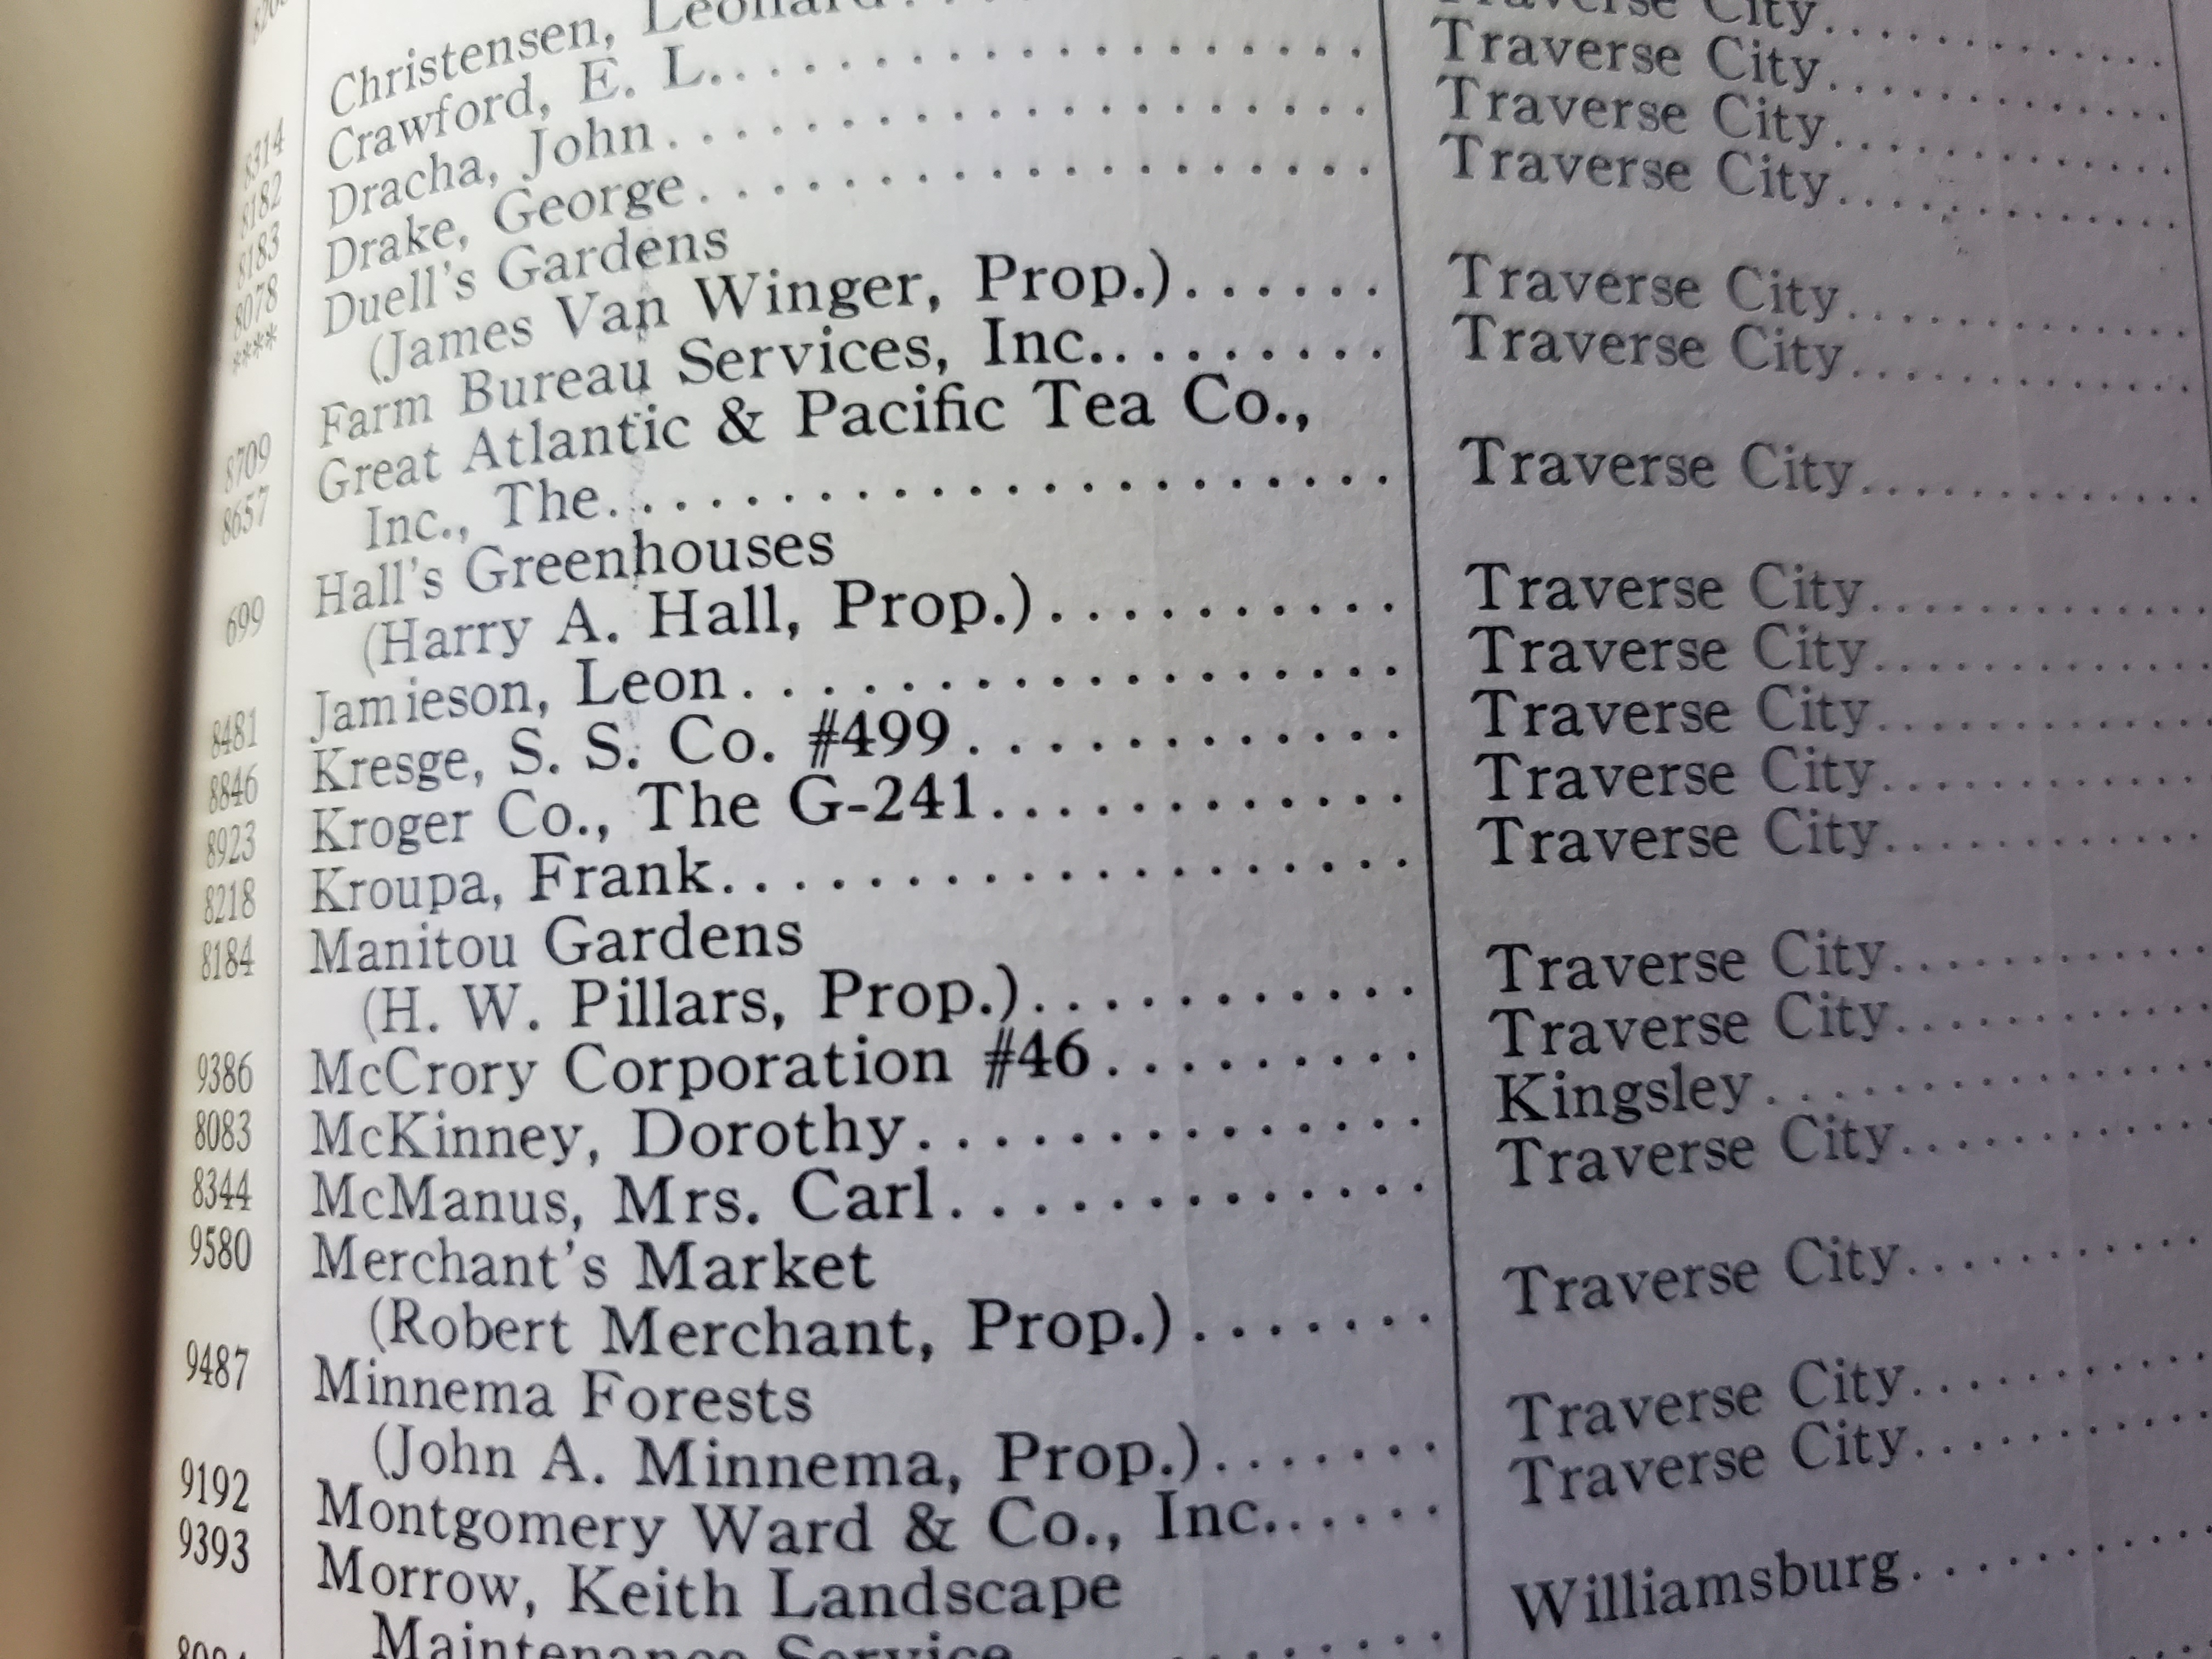 8314 Christensen, Leonard.. Traverse City..............
8182 Crawford, E. L.................... Traverse City..............
8183 Dracha, John.................... Traverse City..............
8078 Drake, George................... Traverse City..............
**** Duell's Gardens
(James Van Winger, Prop.)....... Traverse City..............
8709 Farm Bureau Services, Inc.......... Traverse City..............
8657 Great Atlantic & Pacific Tea Co.,
Inc., The...................... Traverse City..............
699 Hall's Greenhouses
(Harry A. Hall, Prop.).......... Traverse City..............
8481 Jamieson, Leon.................. Traverse City..............
8846 Kresge, S. S. Co. #499............ Traverse City..............
8923 Kroger Co., The G-241............ Traverse City..............
8218 Kroupa, Frank................... Traverse City..............
8184 Manitou Gardens
(H. W. Pillars, Prop.)........... Traverse City..............
9386 McCrory Corporation #46......... Traverse City..............
8083 McKinney, Dorothy.............. Kingsley..............
8344 McManus, Mrs. Carl............. Traverse City..............
9580 Merchant's Market
(Robert Merchant, Prop.)....... Traverse City..............
9487 Minnema Forests
(John A. Minnema, Prop.)....... Traverse City..............
9192 Montgomery Ward & Co., Inc...... Traverse City..............
9393 Morrow, Keith Landscape
Maintenance Service....... Williamsburg..............